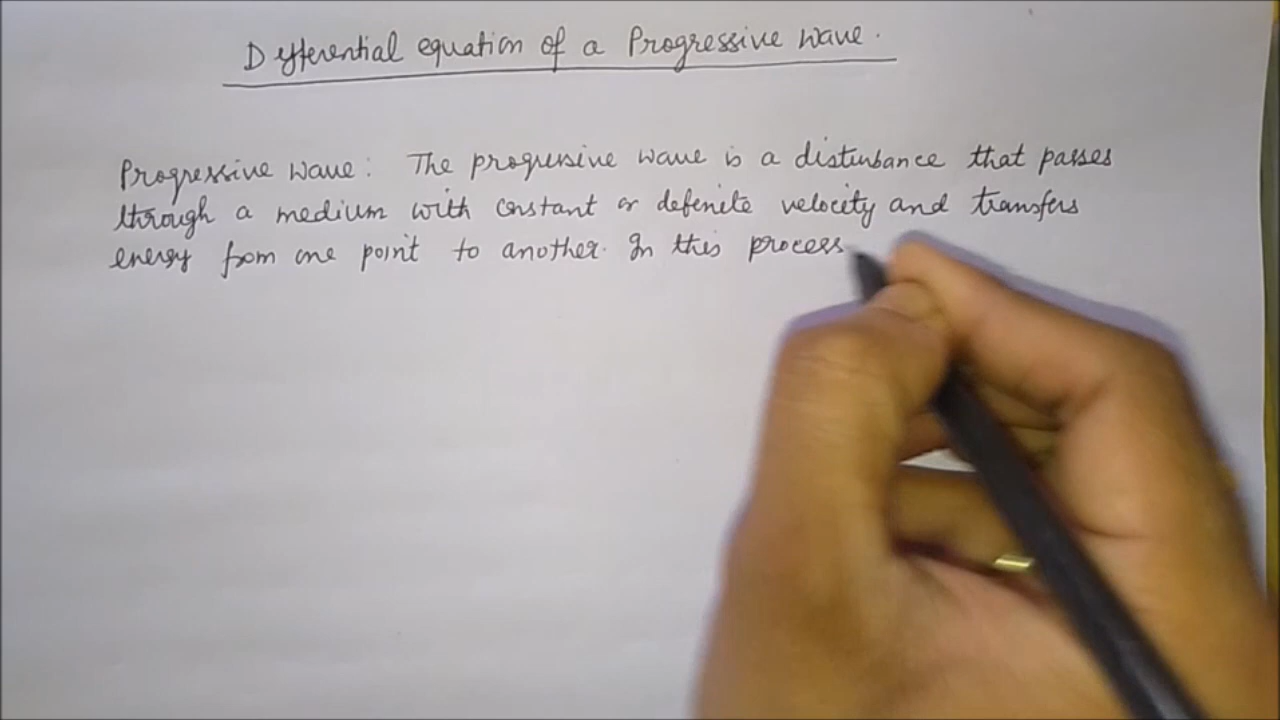 Differential equation of a Progressive wave.
Progressive wave: The progressive wave is a disturbance that passes
through a medium with constant or definite velocity and transfers
energy from one point to another. In this process